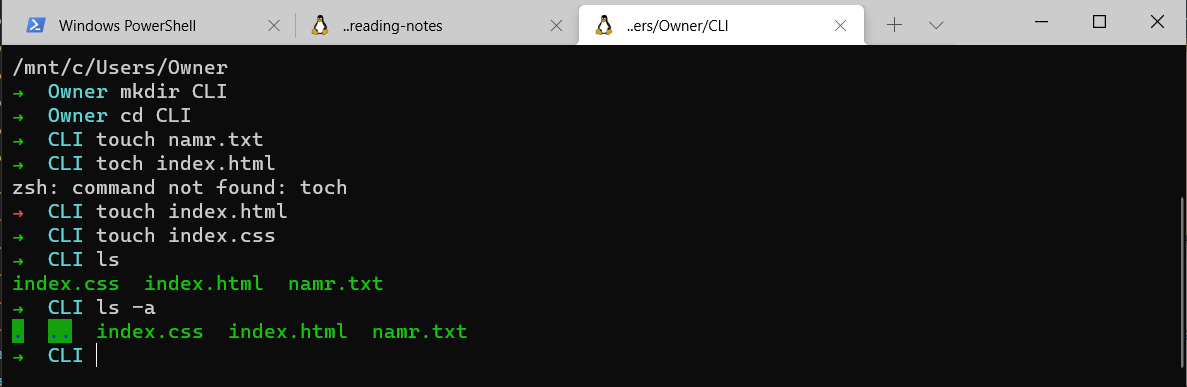 Windows PowerShell ..reading-notes ..ers/Owner/CLI
/mnt/c/Users/Owner
→ Owner mkdir CLI
→ Owner cd CLI
→ CLI touch namr.txt
→ CLI toch index.html
zsh: command not found: toch
→ CLI touch index.html
→ CLI touch index.css
→ CLI ls
index.css index.html namr.txt
→ CLI ls -a
. .. index.css index.html namr.txt
→ CLI